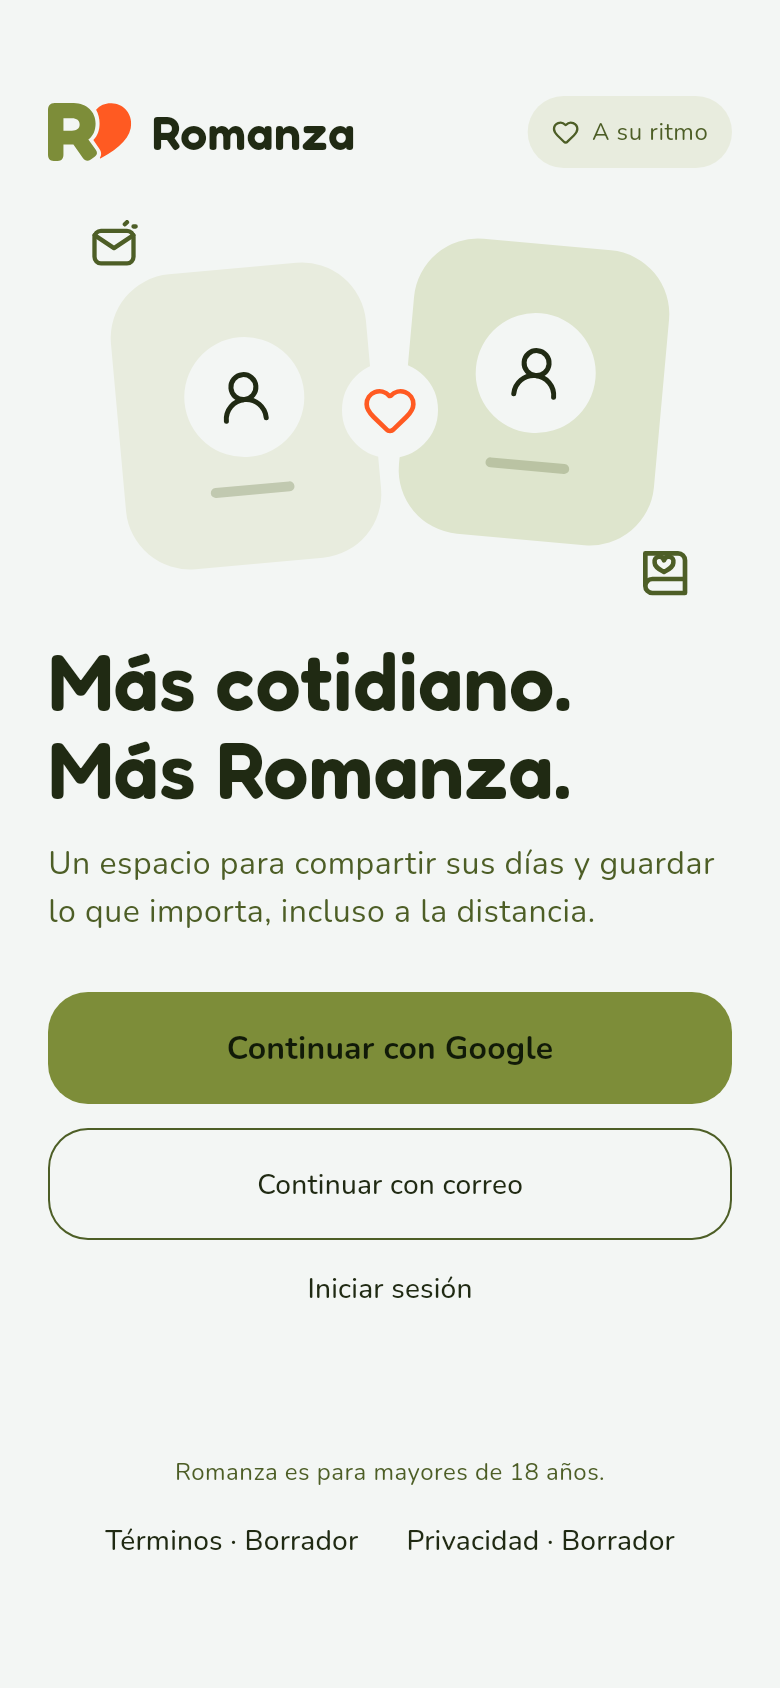 R Romanza
A su ritmo
Más cotidiano.
Más Romanza.
Un espacio para compartir sus días y guardar
lo que importa, incluso a la distancia.
Continuar con Google
Continuar con correo
Iniciar sesión
Romanza es para mayores de 18 años.
Términos · Borrador
Privacidad · Borrador